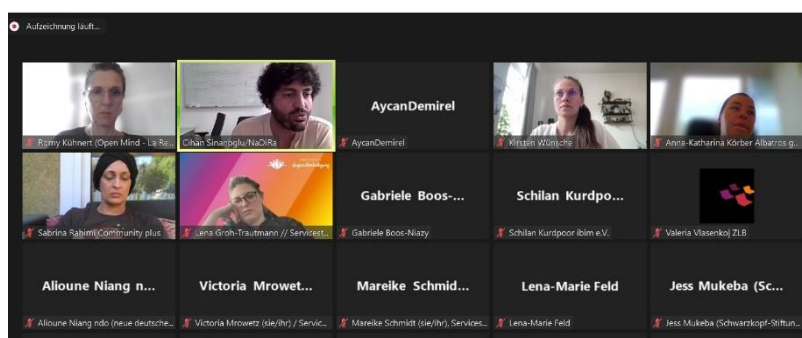 Aufzeichnung läuft...
Romy Kühnert (Open Mind - La Re...
Cihan Sinanoglu/NaDiRa
AycanDemirel
AycanDemirel
Kirsten Wünsche
Anna-Katharina Körber Albatros g...
Sabrina Rahimi Community plus
Lena Groh-Trautmann // Servicest...
Gabriele Boos-...
Gabriele Boos-Niazy
Schilan Kurdpo...
Schilan Kurdpoor ibim e.V.
Valeria Vlasenko| ZLB
Alioune Niang n...
Alioune Niang ndo (neue deutsche...
Victoria Mrowet...
Victoria Mrowetz (sie/ihr) / Servic...
Mareike Schmid...
Mareike Schmidt (sie/ihr), Services...
Lena-Marie Feld
Lena-Marie Feld
Jess Mukeba (Sc...
Jess Mukeba (Schwarzkopf-Stiftun...